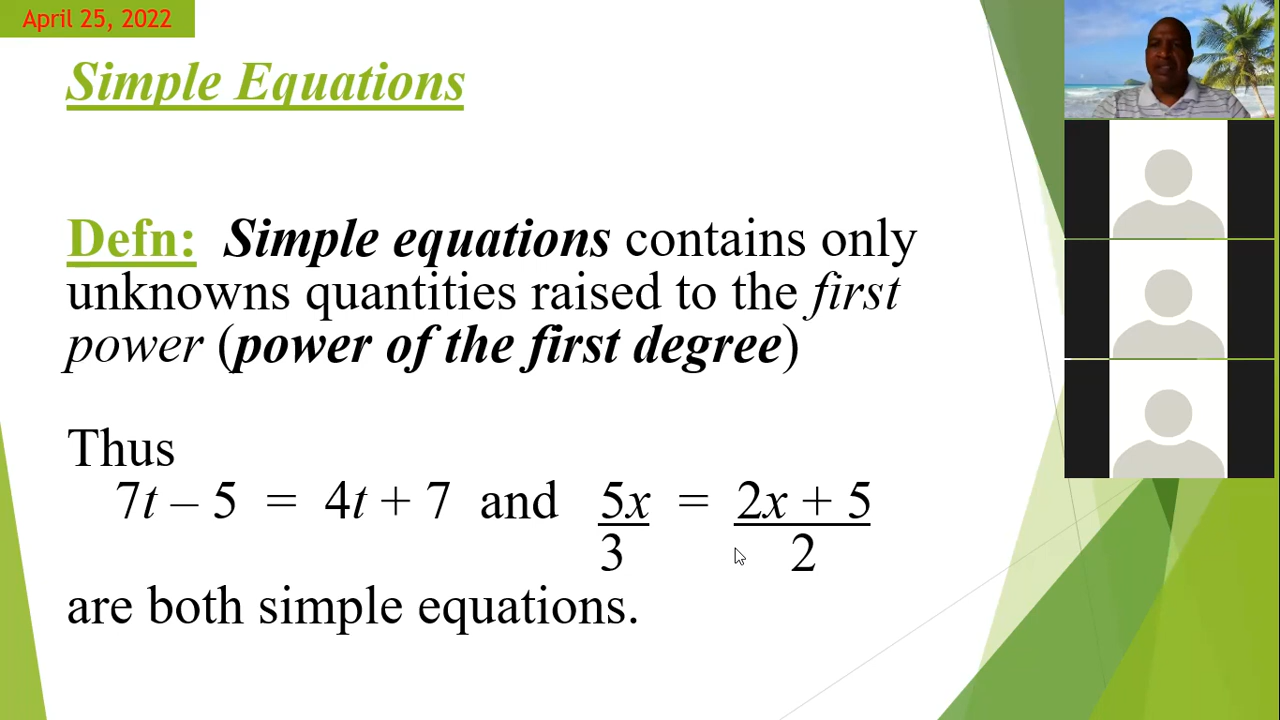 April 25, 2022
Simple Equations
Defn: Simple equations contains only
unknowns quantities raised to the first
power (power of the first degree)
Thus
7t – 5 = 4t + 7 and 5x = 2x + 5
3 2
are both simple equations.